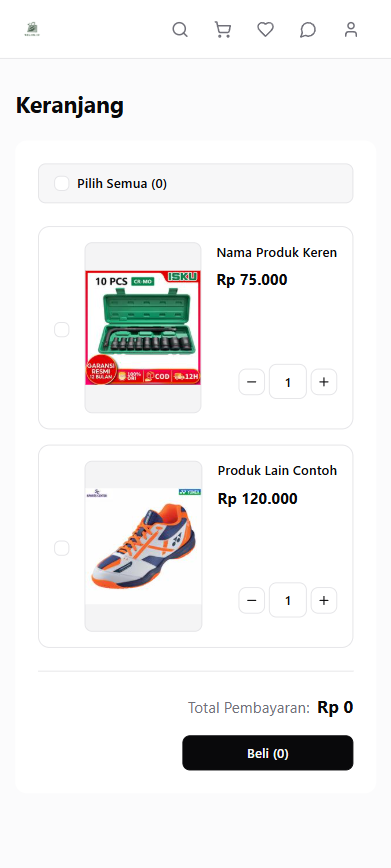 Keranjang
Pilih Semua (0)
Nama Produk Keren
Rp 75.000
10 PCS CR-MO ISKU
GARANSI
RESMI
12 BULAN
100%
ORI
COD
12H
1
Produk Lain Contoh
Rp 120.000
YONEX
1
Total Pembayaran: Rp 0
Beli (0)